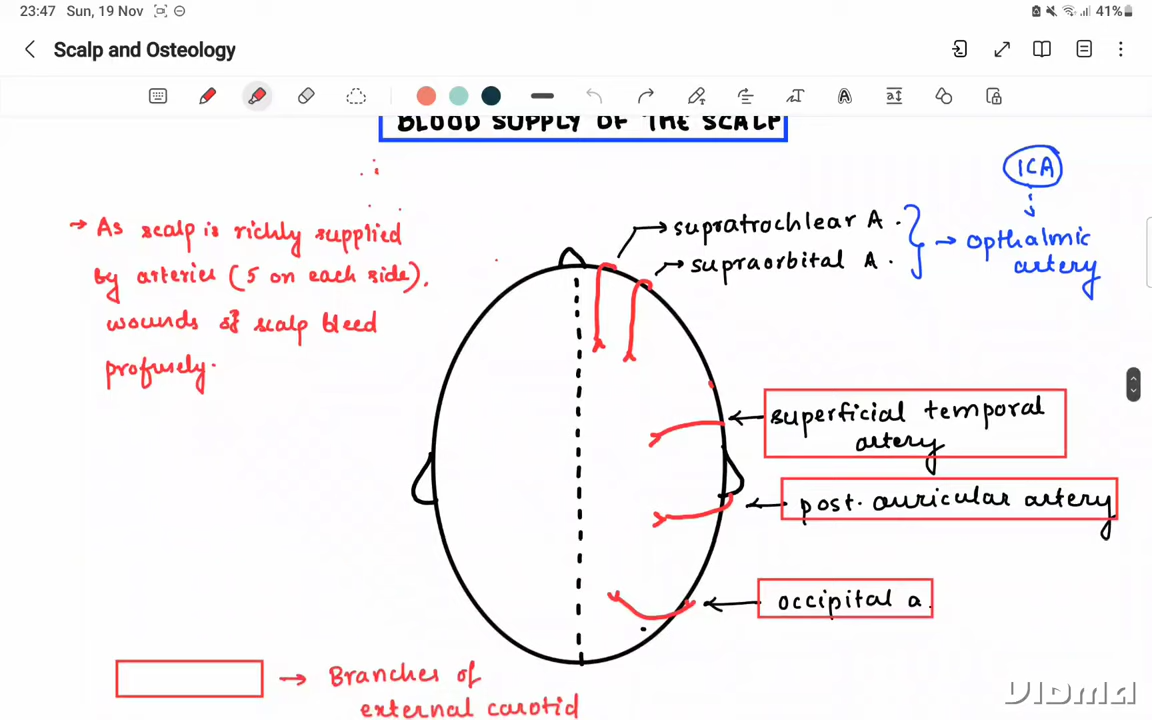 23:47 Sun, 19 Nov
41%
Scalp and Osteology
BLOOD SUPPLY OF THE SCALP
ICA
→ As scalp is richly supplied
by arteries (5 on each side),
wounds of scalp bleed
profusely.
supratrochlear A.
supraorbital A.
opthalmic
artery
superficial temporal
artery
post. auricular artery
occipital a.
→ Branches of
external carotid
VIDMA